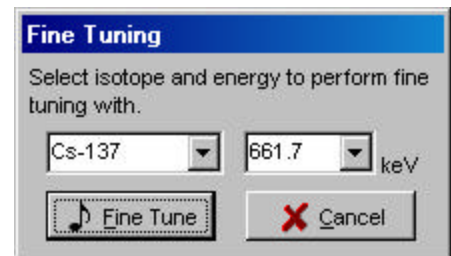 Fine Tuning
Select isotope and energy to perform fine
tuning with.
Cs-137 661.7 keV
Fine Tune Cancel